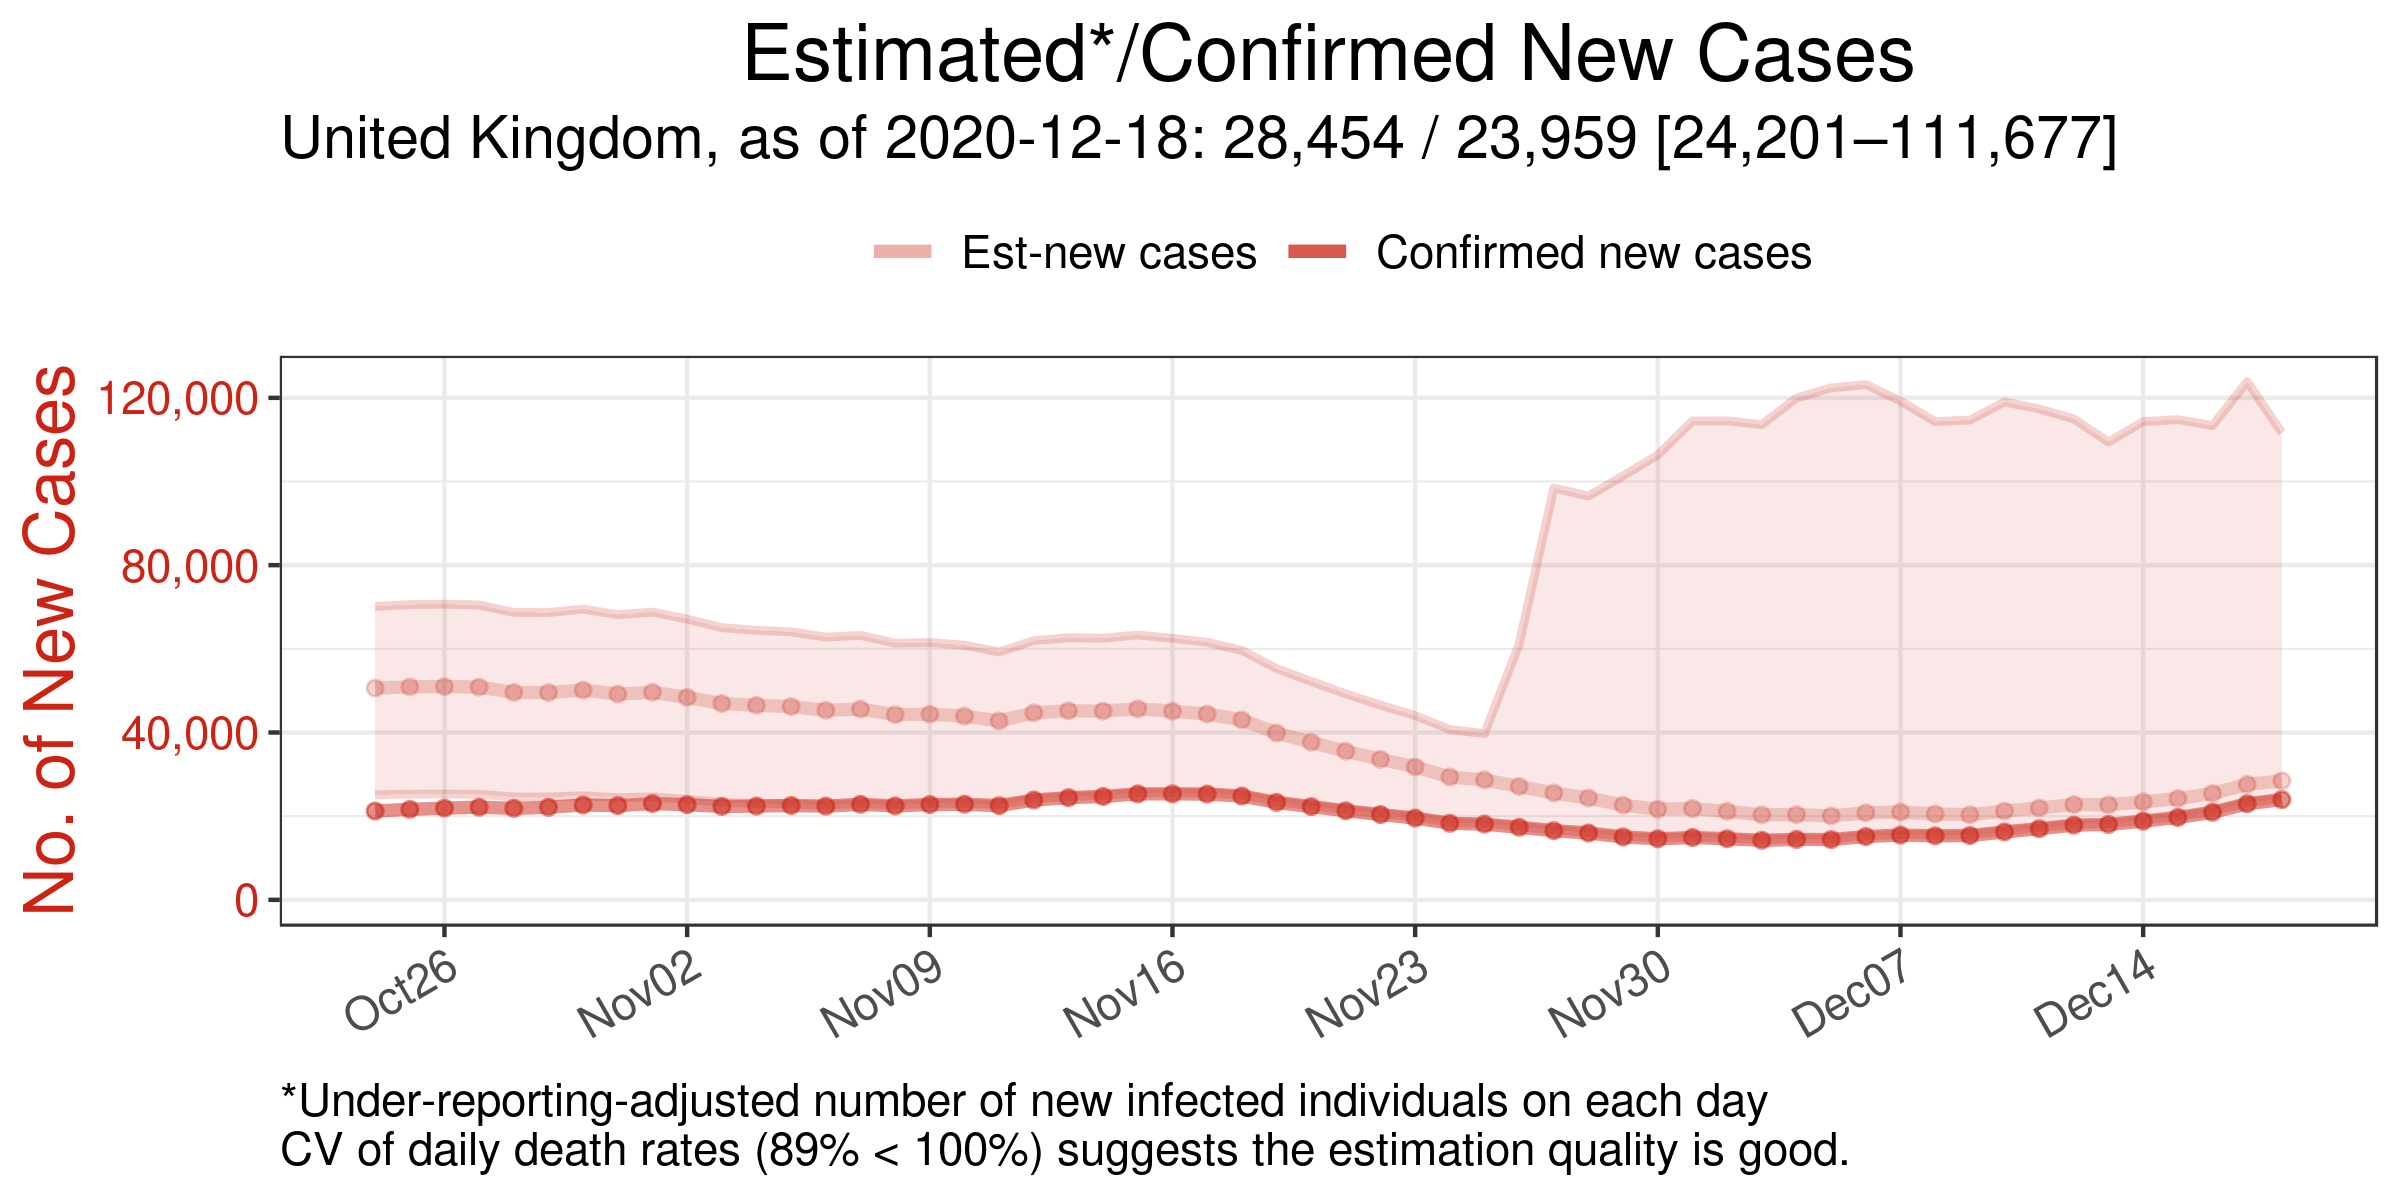 Estimated*/Confirmed New Cases
United Kingdom, as of 2020-12-18: 28,454 / 23,959 [24,201–111,677]
Est-new cases
Confirmed new cases
No. of New Cases
120,000
80,000
40,000
0
Oct26
Nov02
Nov09
Nov16
Nov23
Nov30
Dec07
Dec14
*Under-reporting-adjusted number of new infected individuals on each day
CV of daily death rates (89% < 100%) suggests the estimation quality is good.